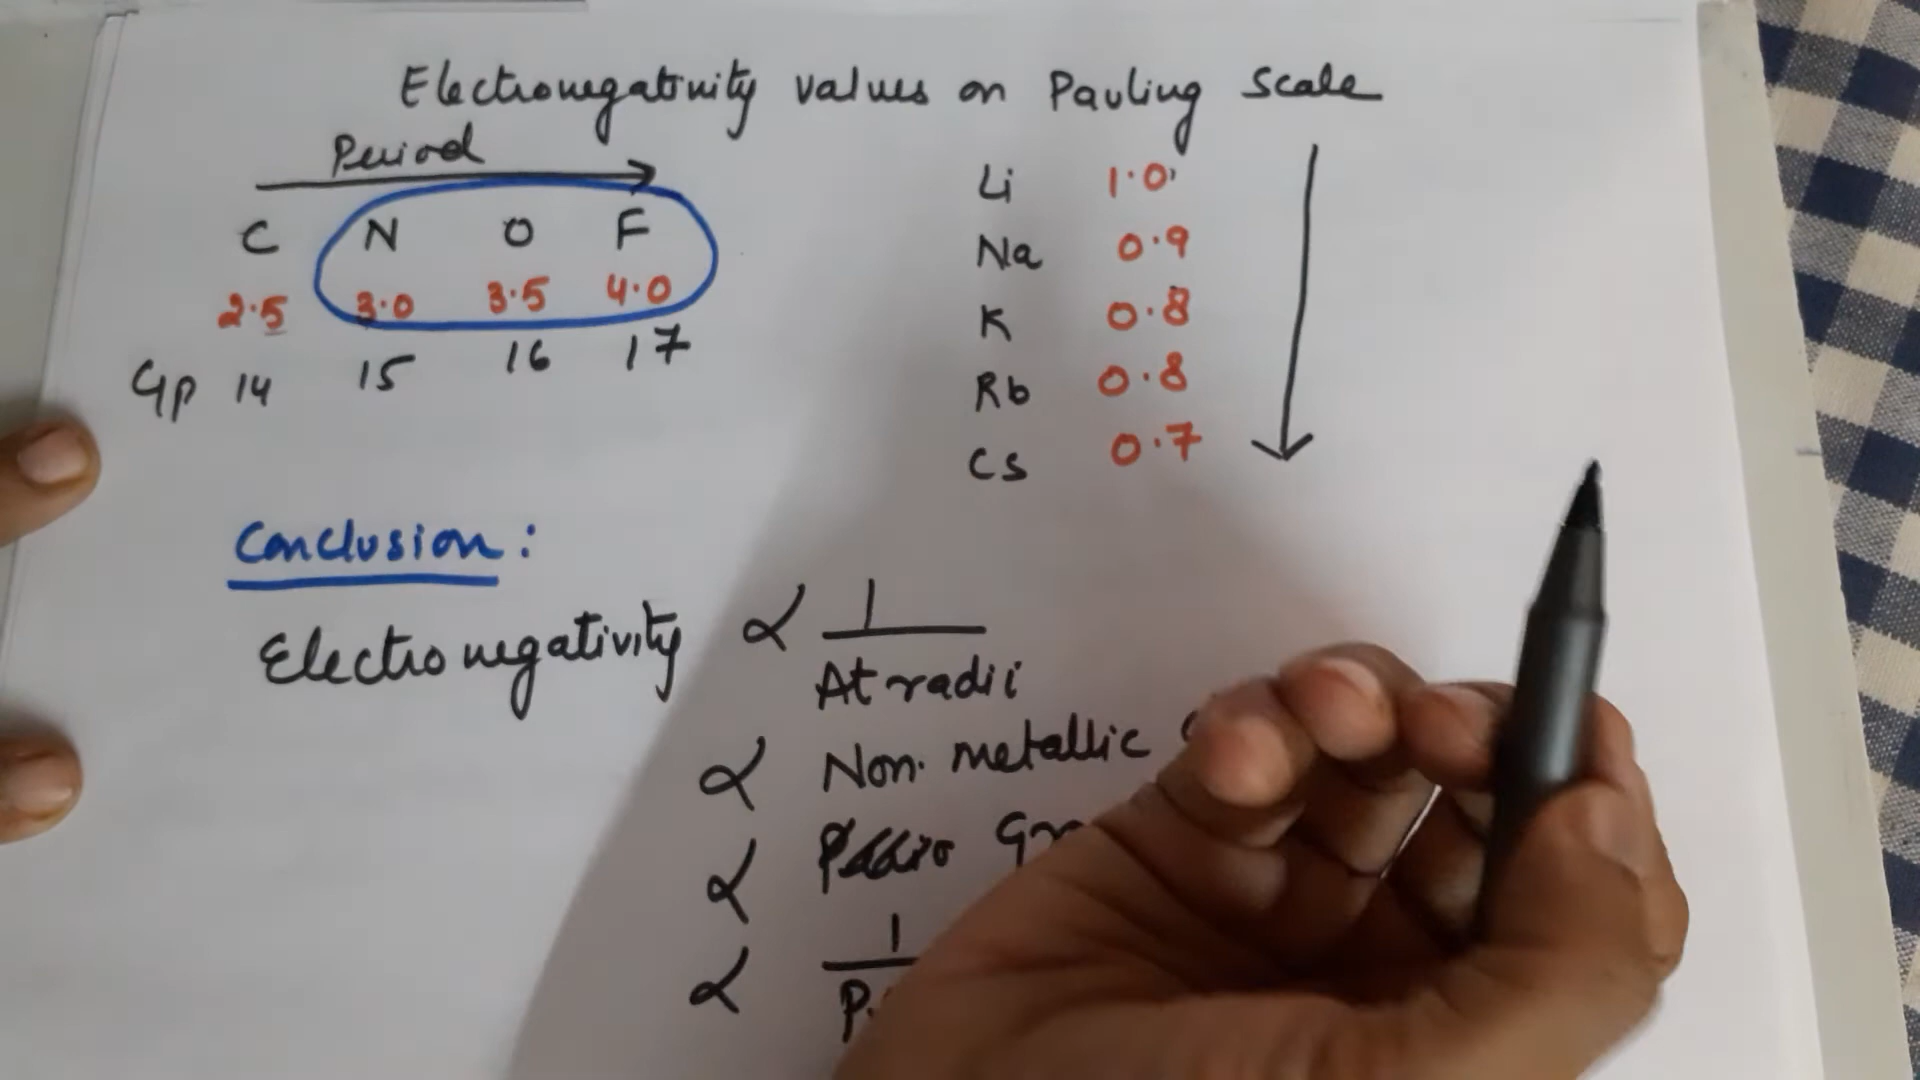 Electronegativity values on Pauling Scale
Period
C N O F
2.5 3.0 3.5 4.0
Gp 14 15 16 17
Li 1.0
Na 0.9
K 0.8
Rb 0.8
Cs 0.7
Conclusion:
Electronegativity ∝ 1
At radii
∝ Non. metallic
∝
∝ 1